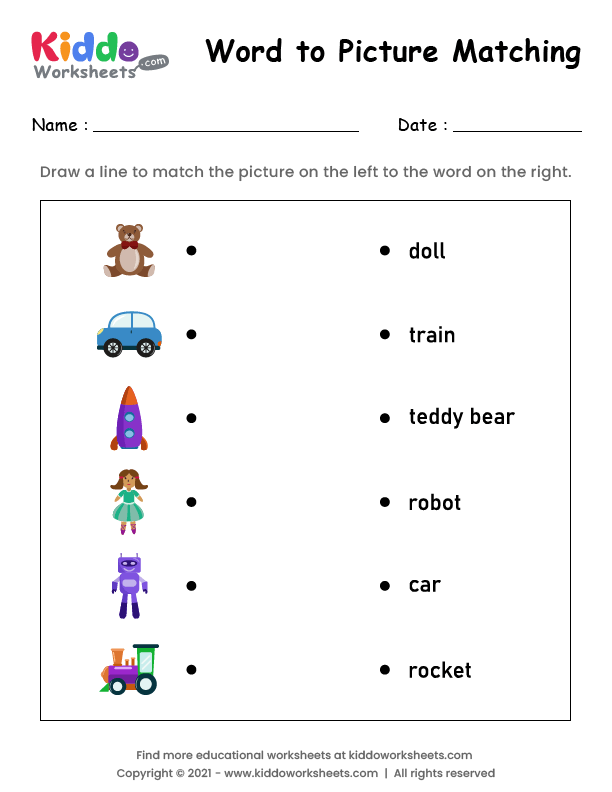 Kiddo
Worksheets.com
Word to Picture Matching
Name : Date :
Draw a line to match the picture on the left to the word on the right.
doll
train
teddy bear
robot
car
rocket
Find more educational worksheets at kiddoworksheets.com
Copyright © 2021 - www.kiddoworksheets.com | All rights reserved